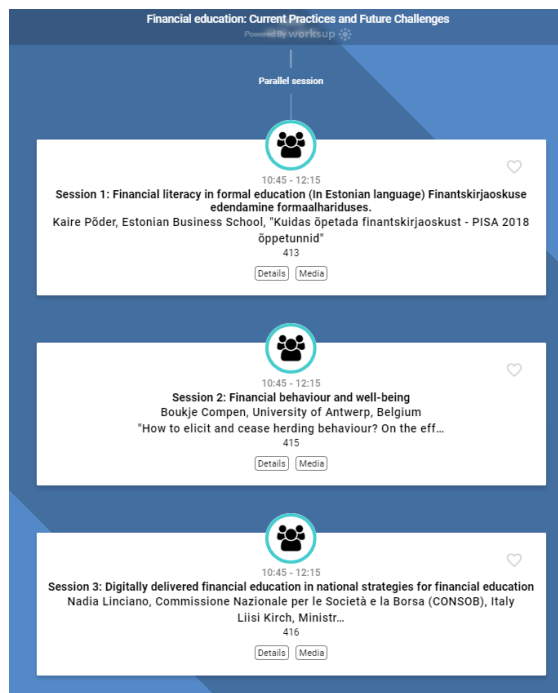 Financial education: Current Practices and Future Challenges
Powered By worksup
Parallel session
10:45 - 12:15
Session 1: Financial literacy in formal education (In Estonian language) Finantskirjaoskuse
edendamine formaalhariduses.
Kaire Põder, Estonian Business School, "Kuidas õpetada finantskirjaoskust - PISA 2018
õppetunnid"
413
Details Media
10:45 - 12:15
Session 2: Financial behaviour and well-being
Boukje Compen, University of Antwerp, Belgium
"How to elicit and cease herding behaviour? On the eff...
415
Details Media
10:45 - 12:15
Session 3: Digitally delivered financial education in national strategies for financial education
Nadia Linciano, Commissione Nazionale per le Società e la Borsa (CONSOB), Italy
Liisi Kirch, Ministr...
416
Details Media